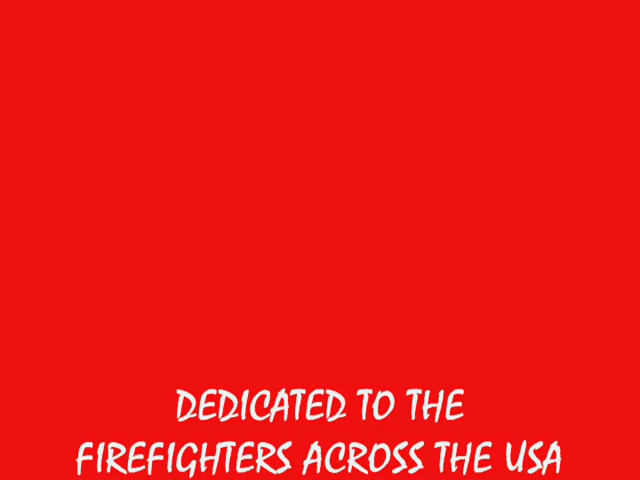 DEDICATED TO THE
FIREFIGHTERS ACROSS THE USA